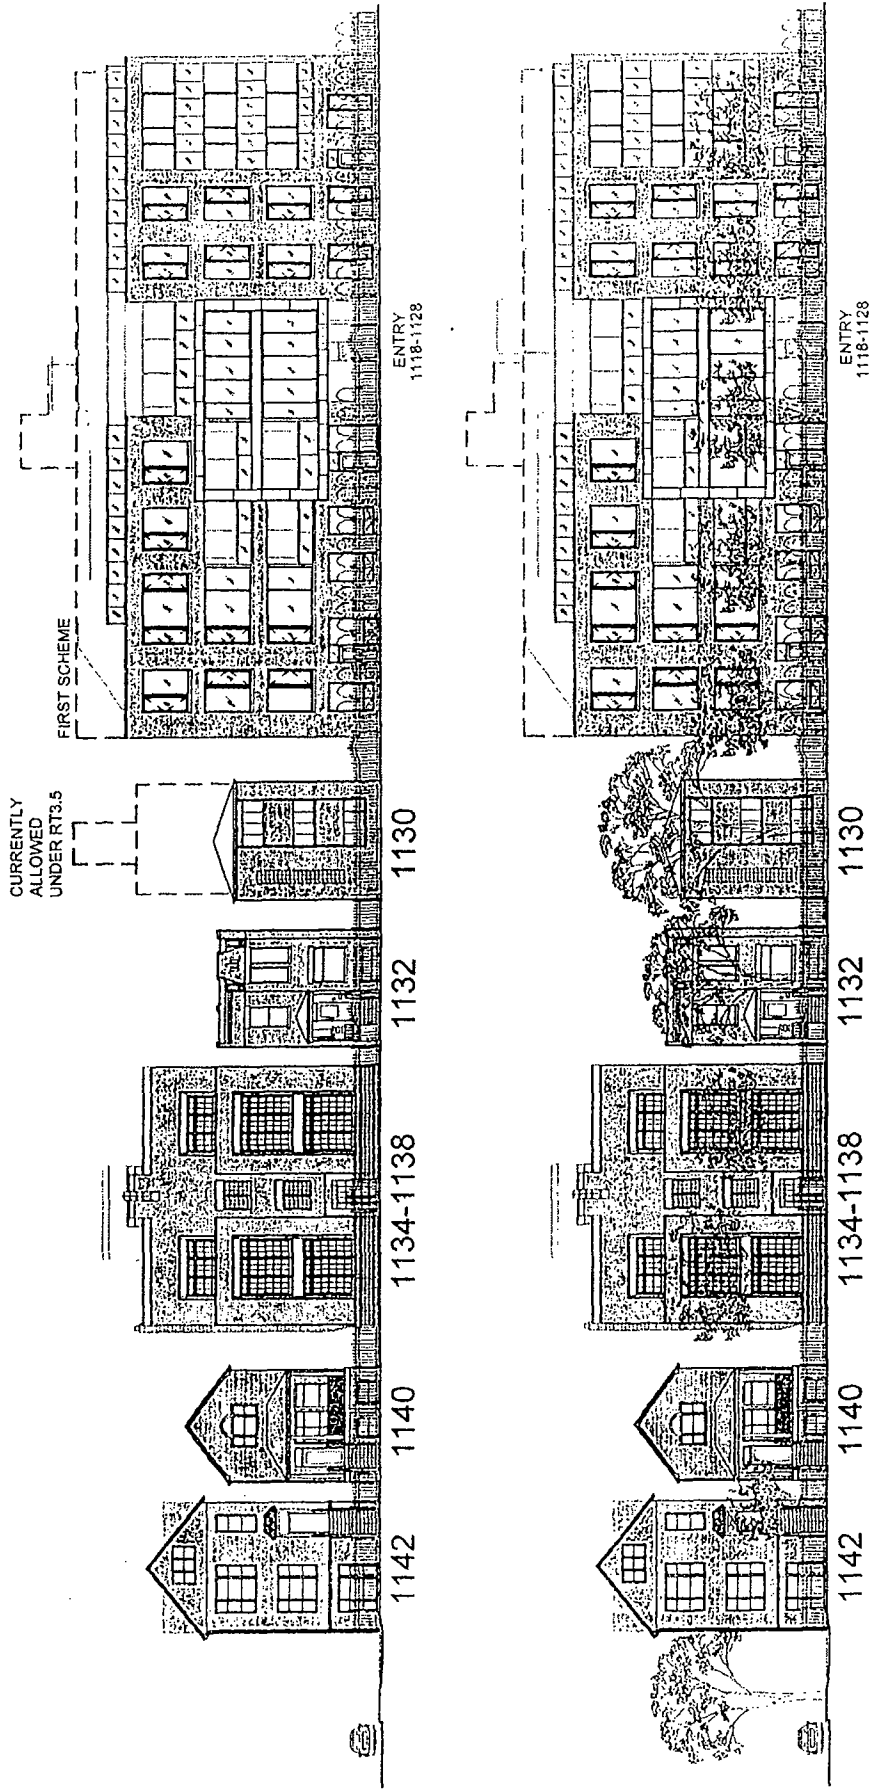 CURRENTLY
ALLOWED
UNDER RT3.5
FIRST SCHEME
1142
1140
1134-1138
1132
1130
ENTRY
1118-1128
1142
1140
1134-1138
1132
1130
ENTRY
1118-1128